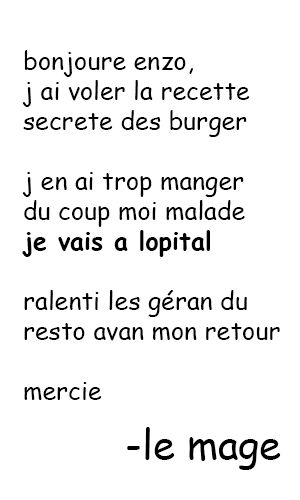 bonjoure enzo,
j ai voler la recette
secrete des burger
j en ai trop manger
du coup moi malade
je vais a lopital
ralenti les géran du
resto avan mon retour
mercie
-le mage